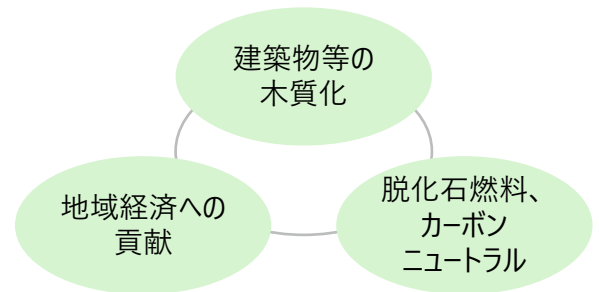 建築物等の
木質化
地域経済への
貢献
脱化石燃料、
カーボン
ニュートラル